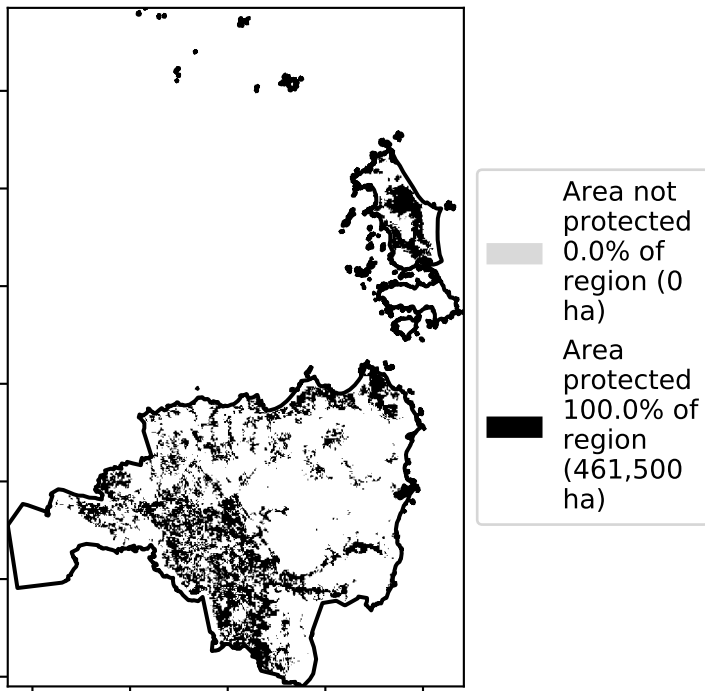 Area not
protected
0.0% of
region (0
ha)
Area
protected
100.0% of
region
(461,500
ha)